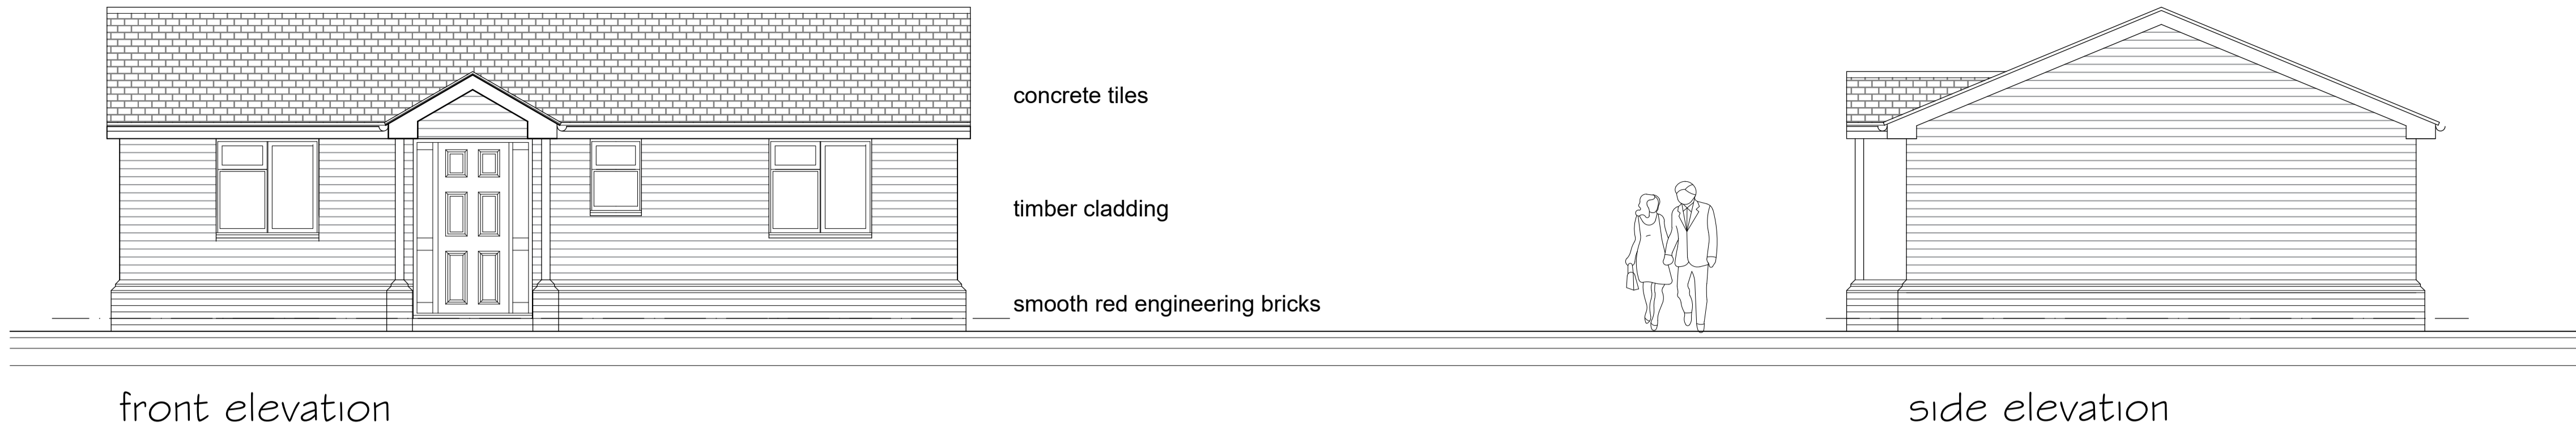 concrete tiles
timber cladding
smooth red engineering bricks
front elevation
side elevation